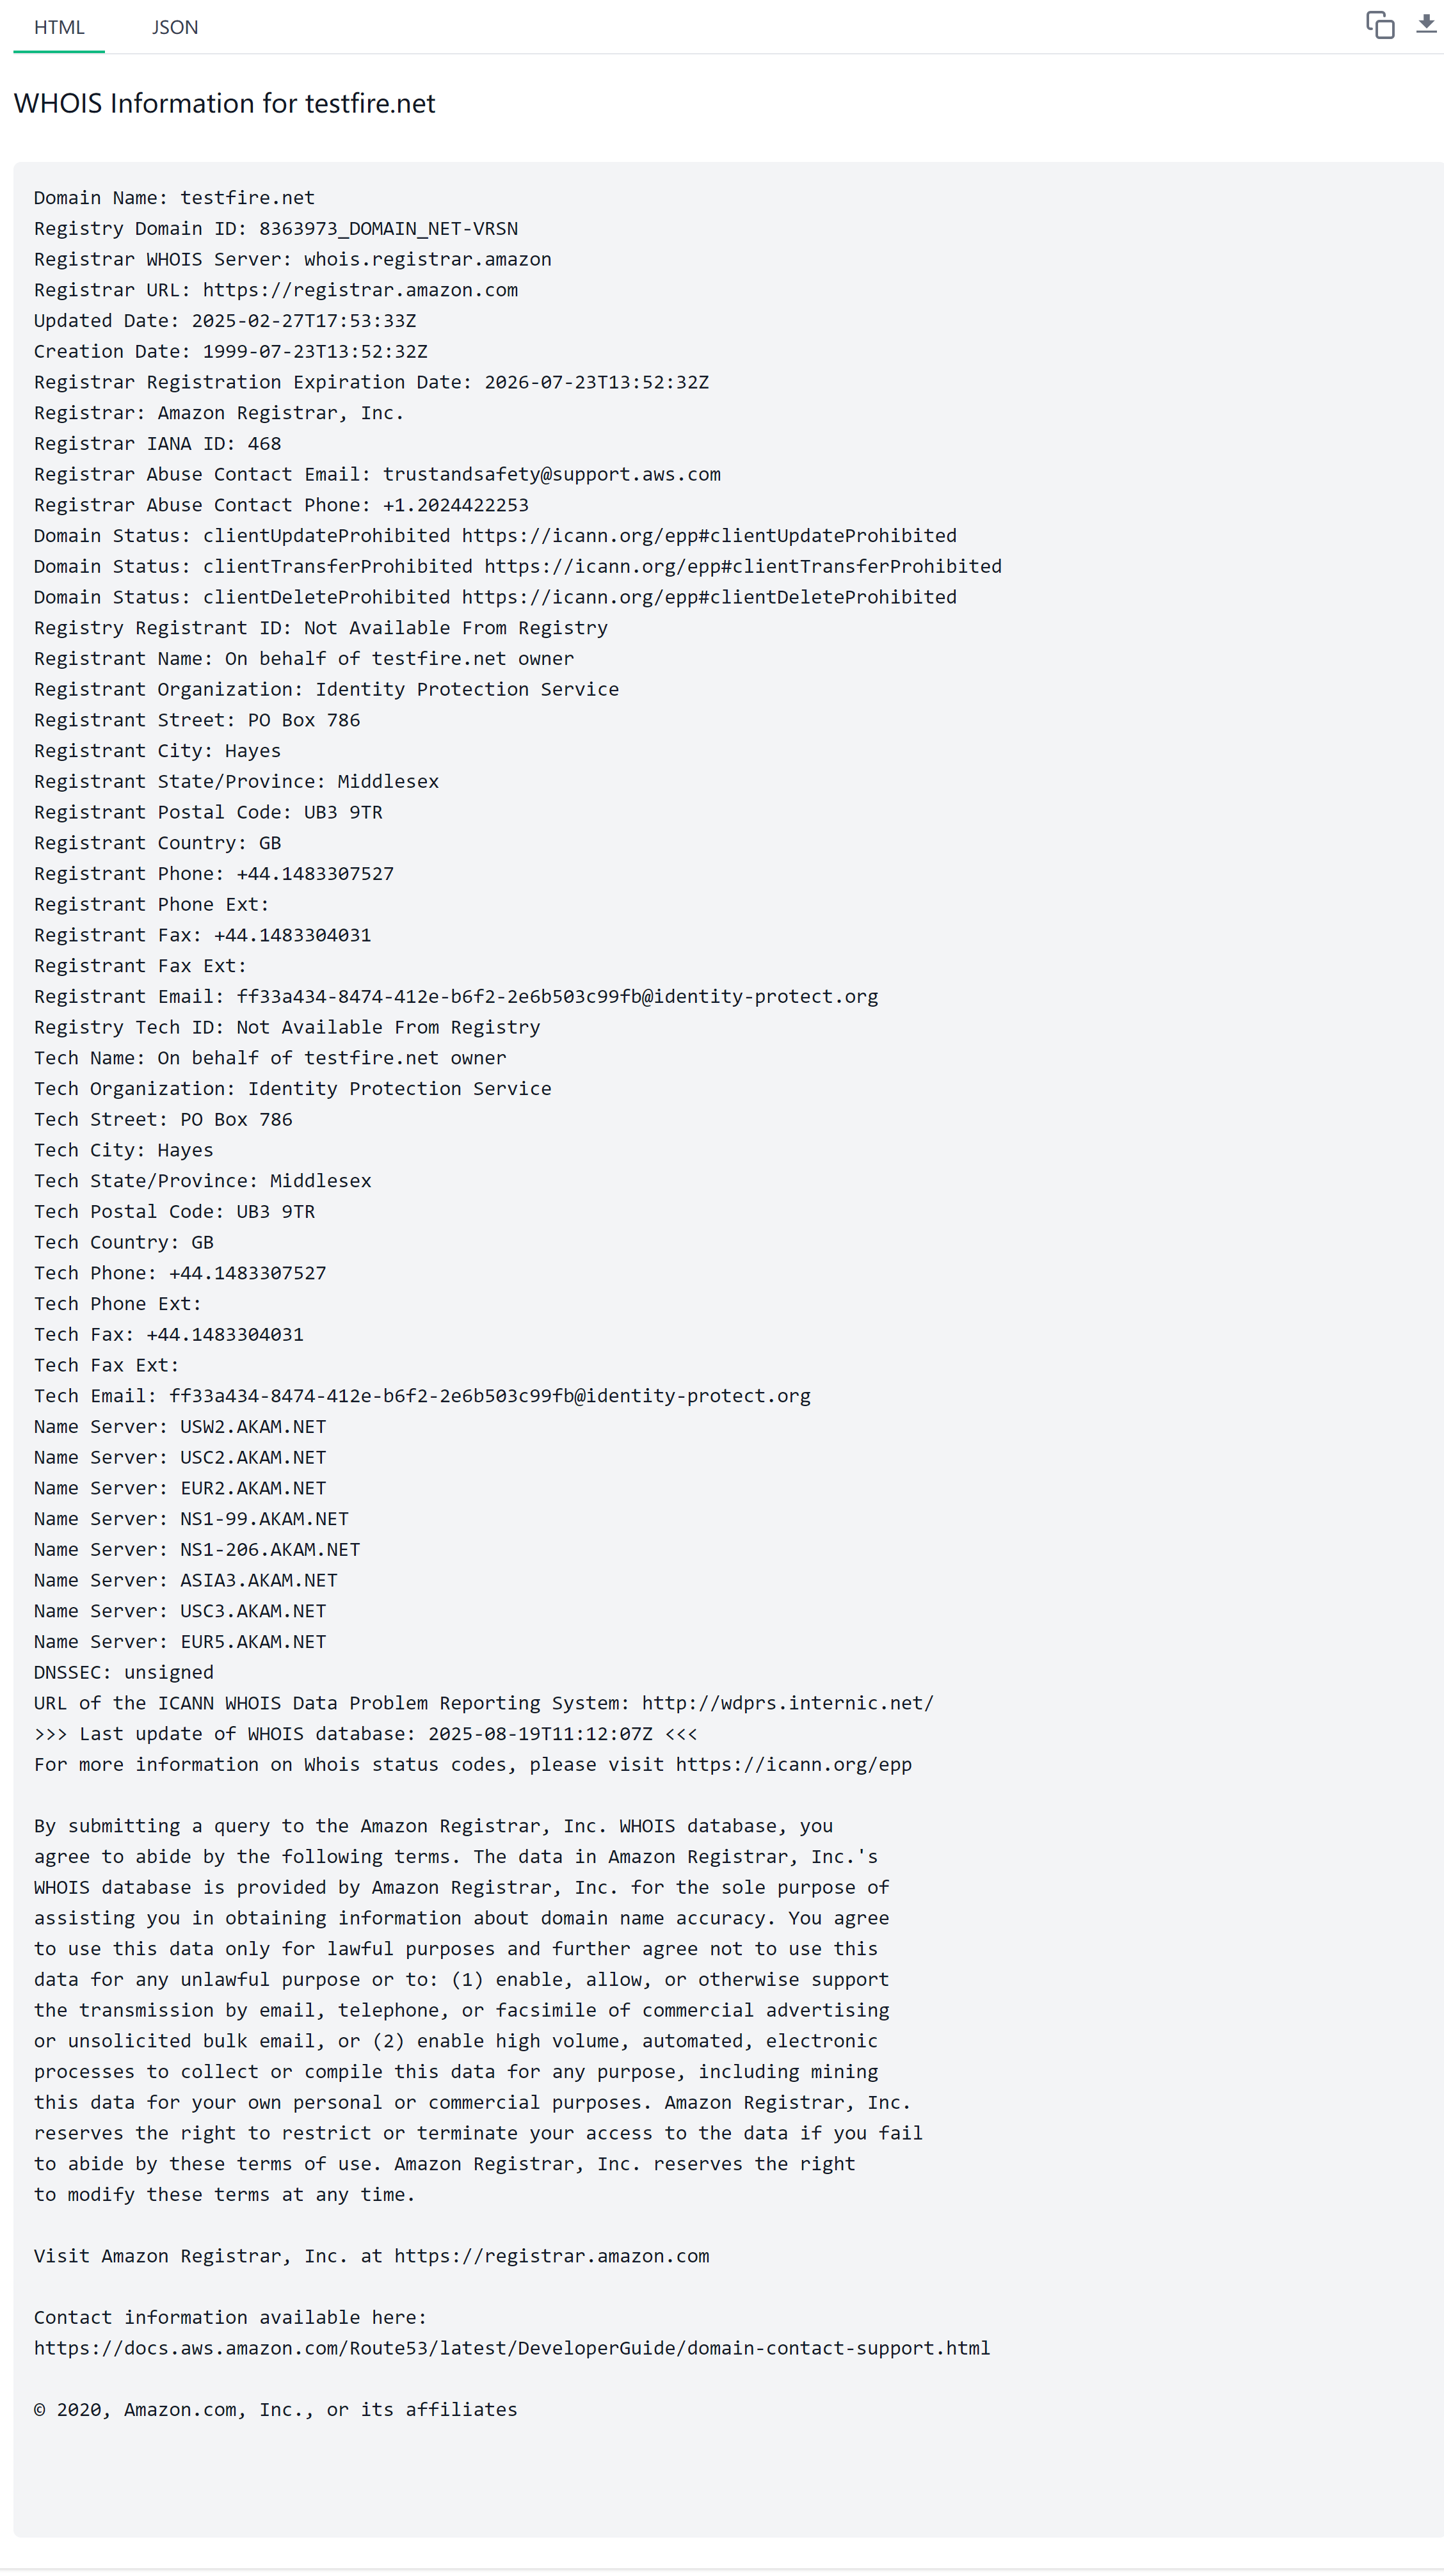 HTML
JSON
WHOIS Information for testfire.net
Domain Name: testfire.net
Registry Domain ID: 8363973_DOMAIN_NET-VRSN
Registrar WHOIS Server: whois.registrar.amazon
Registrar URL: https://registrar.amazon.com
Updated Date: 2025-02-27T17:53:33Z
Creation Date: 1999-07-23T13:52:32Z
Registrar Registration Expiration Date: 2026-07-23T13:52:32Z
Registrar: Amazon Registrar, Inc.
Registrar IANA ID: 468
Registrar Abuse Contact Email: trustandsafety@support.aws.com
Registrar Abuse Contact Phone: +1.2024422253
Domain Status: clientUpdateProhibited https://icann.org/epp#clientUpdateProhibited
Domain Status: clientTransferProhibited https://icann.org/epp#clientTransferProhibited
Domain Status: clientDeleteProhibited https://icann.org/epp#clientDeleteProhibited
Registry Registrant ID: Not Available From Registry
Registrant Name: On behalf of testfire.net owner
Registrant Organization: Identity Protection Service
Registrant Street: PO Box 786
Registrant City: Hayes
Registrant State/Province: Middlesex
Registrant Postal Code: UB3 9TR
Registrant Country: GB
Registrant Phone: +44.1483307527
Registrant Phone Ext:
Registrant Fax: +44.1483304031
Registrant Fax Ext:
Registrant Email: ff33a434-8474-412e-b6f2-2e6b503c99fb@identity-protect.org
Registry Tech ID: Not Available From Registry
Tech Name: On behalf of testfire.net owner
Tech Organization: Identity Protection Service
Tech Street: PO Box 786
Tech City: Hayes
Tech State/Province: Middlesex
Tech Postal Code: UB3 9TR
Tech Country: GB
Tech Phone: +44.1483307527
Tech Phone Ext:
Tech Fax: +44.1483304031
Tech Fax Ext:
Tech Email: ff33a434-8474-412e-b6f2-2e6b503c99fb@identity-protect.org
Name Server: USW2.AKAM.NET
Name Server: USC2.AKAM.NET
Name Server: EUR2.AKAM.NET
Name Server: NS1-99.AKAM.NET
Name Server: NS1-206.AKAM.NET
Name Server: ASIA3.AKAM.NET
Name Server: USC3.AKAM.NET
Name Server: EUR5.AKAM.NET
DNSSEC: unsigned
URL of the ICANN WHOIS Data Problem Reporting System: http://wdprs.internic.net/
>>> Last update of WHOIS database: 2025-08-19T11:12:07Z <<<
For more information on Whois status codes, please visit https://icann.org/epp
By submitting a query to the Amazon Registrar, Inc. WHOIS database, you
agree to abide by the following terms. The data in Amazon Registrar, Inc.'s
WHOIS database is provided by Amazon Registrar, Inc. for the sole purpose of
assisting you in obtaining information about domain name accuracy. You agree
to use this data only for lawful purposes and further agree not to use this
data for any unlawful purpose or to: (1) enable, allow, or otherwise support
the transmission by email, telephone, or facsimile of commercial advertising
or unsolicited bulk email, or (2) enable high volume, automated, electronic
processes to collect or compile this data for any purpose, including mining
this data for your own personal or commercial purposes. Amazon Registrar, Inc.
reserves the right to restrict or terminate your access to the data if you fail
to abide by these terms of use. Amazon Registrar, Inc. reserves the right
to modify these terms at any time.
Visit Amazon Registrar, Inc. at https://registrar.amazon.com
Contact information available here:
https://docs.aws.amazon.com/Route53/latest/DeveloperGuide/domain-contact-support.html
© 2020, Amazon.com, Inc., or its affiliates